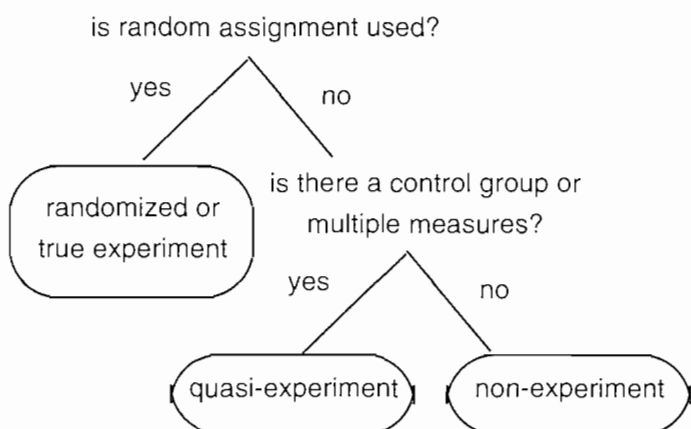 is random assignment used?
yes
no
randomized or
true experiment
is there a control group or
multiple measures?
yes
no
quasi-experiment
non-experiment